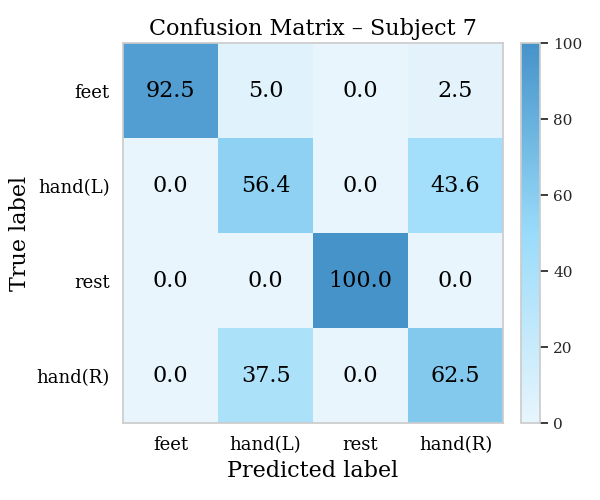 Confusion Matrix – Subject 7
True label
feet 92.5 5.0 0.0 2.5
hand(L) 0.0 56.4 0.0 43.6
rest 0.0 0.0 100.0 0.0
hand(R) 0.0 37.5 0.0 62.5
feet hand(L) rest hand(R)
Predicted label
100
80
60
40
20
0